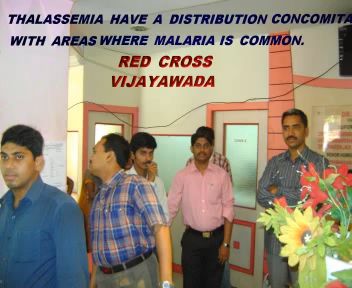 THALASSEMIA HAVE A DISTRIBUTION CONCOMITA
WITH AREAS WHERE MALARIA IS COMMON.
RED CROSS
VIJAYAWADA